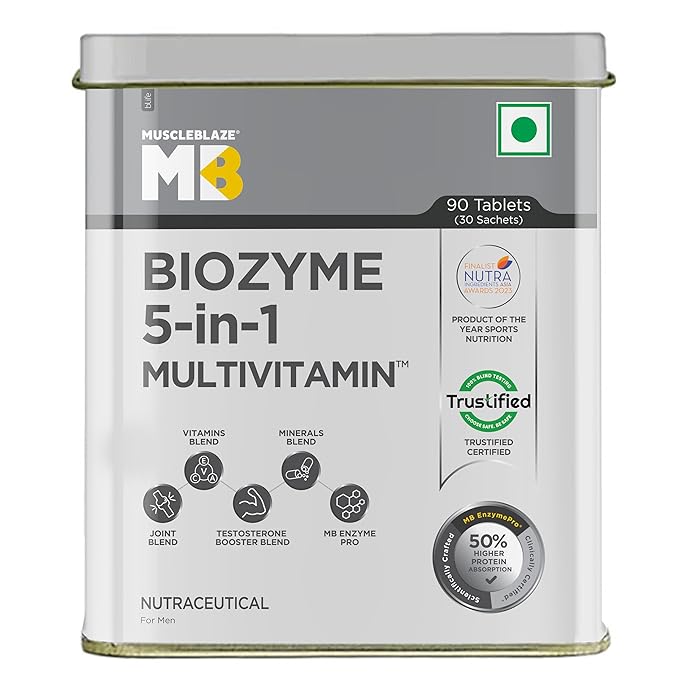 bLife
MUSCLEBLAZE®
MB
90 Tablets
(30 Sachets)
BIOZYME
5-in-1
MULTIVITAMIN™
FINALIST
NUTRA
INGREDIENTS ASIA
AWARDS 2023
PRODUCT OF THE
YEAR SPORTS
NUTRITION
100% BLIND TESTING
Trustified
CHOOSE SAFE. BE SAFE.
TRUSTIFIED
CERTIFIED
VITAMINS
BLEND
MINERALS
BLEND
E
V
C
A
JOINT
BLEND
TESTOSTERONE
BOOSTER BLEND
MB ENZYME
PRO
MB EnzymePro®
Scientifically Crafted
Clinically Certified^
50%
HIGHER
PROTEIN
ABSORPTION
NUTRACEUTICAL
For Men